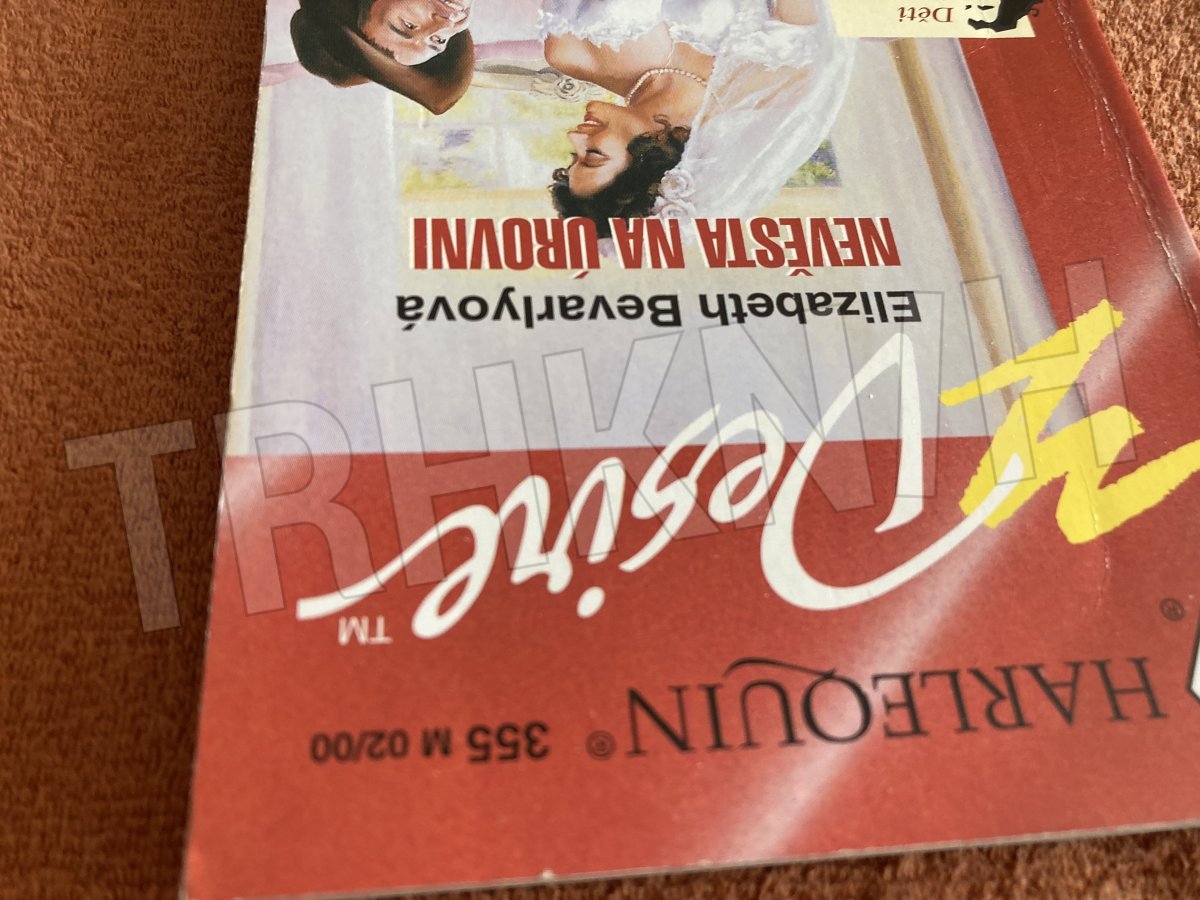 HARLEQUIN ® 355 M 02/00
®
Desire ™
Elizabeth Bevarlyová
NEVĚSTA NA ÚROVNI
Děti
TRHKNIH